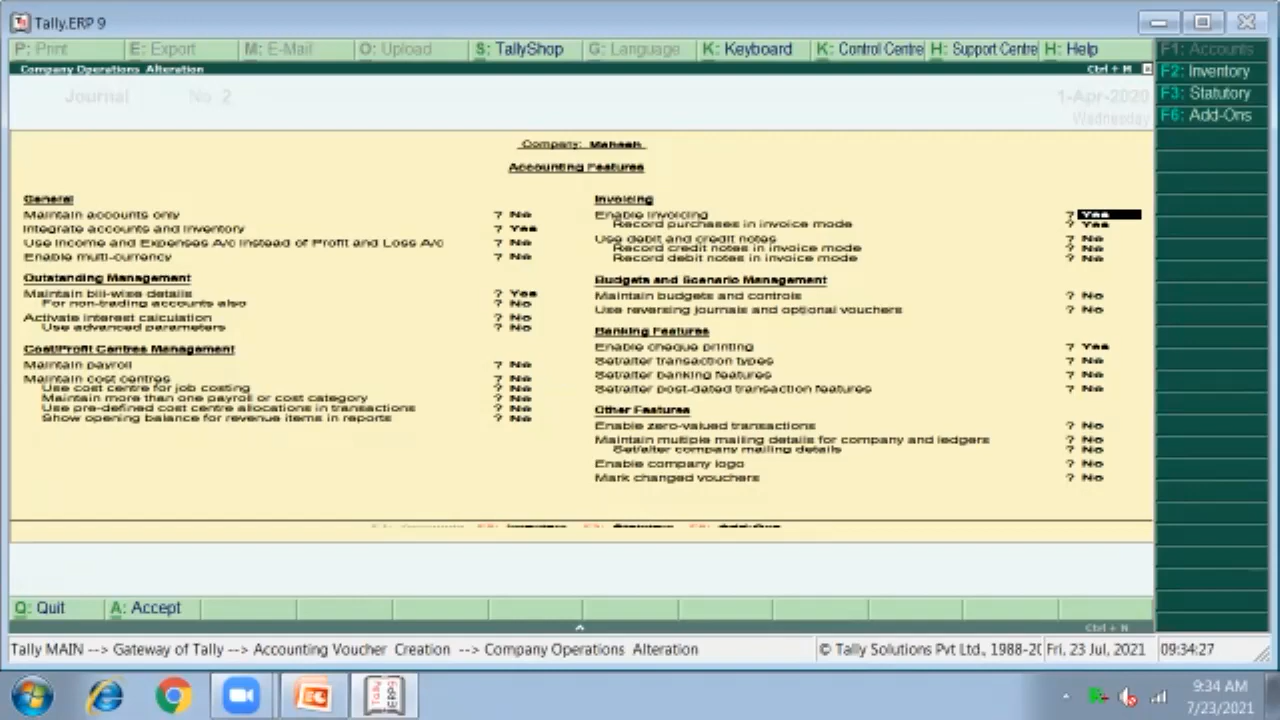 Tally.ERP 9
P: Print E: Export M: E-Mail O: Upload S: TallyShop G: Language K: Keyboard K: Control Centre H: Support Centre H: Help
F1: Accounts
F2: Inventory
F3: Statutory
F6: Add-Ons
Company Operations Alteration Ctrl + M
Journal No. 2 1-Apr-2020
Wednesday
Company: Mahesh
Accounting Features
General
Maintain accounts only ? No
Integrate accounts and inventory ? Yes
Use Income and Expenses A/c instead of Profit and Loss A/c ? No
Enable multi-currency ? No
Outstanding Management
Maintain bill-wise details ? Yes
For non-trading accounts also ? No
Activate interest calculation ? No
Use advanced parameters ? No
Cost/Profit Centres Management
Maintain payroll ? No
Maintain cost centres ? No
Use cost centre for job costing ? No
Maintain more than one payroll or cost category ? No
Use pre-defined cost centre allocations in transactions ? No
Show opening balance for revenue items in reports ? No
Invoicing
Enable invoicing ? Yes
Record purchases in invoice mode ? Yes
Use debit and credit notes ? No
Record credit notes in invoice mode ? No
Record debit notes in invoice mode ? No
Budgets and Scenario Management
Maintain budgets and controls ? No
Use reversing journals and optional vouchers ? No
Banking Features
Enable cheque printing ? Yes
Set/alter transaction types ? No
Set/alter banking features ? No
Set/alter post-dated transaction features ? No
Other Features
Enable zero-valued transactions ? No
Maintain multiple mailing details for company and ledgers ? No
Set/alter company mailing details ? No
Enable company logo ? No
Mark changed vouchers ? No
F1: Accounts F2: Inventory F3: Statutory F6: Add-Ons
Q: Quit A: Accept
Ctrl + N
Tally MAIN --> Gateway of Tally --> Accounting Voucher Creation --> Company Operations Alteration © Tally Solutions Pvt Ltd., 1988-20 Fri, 23 Jul, 2021 09:34:27
Tally ERP9
9:34 AM
7/23/2021